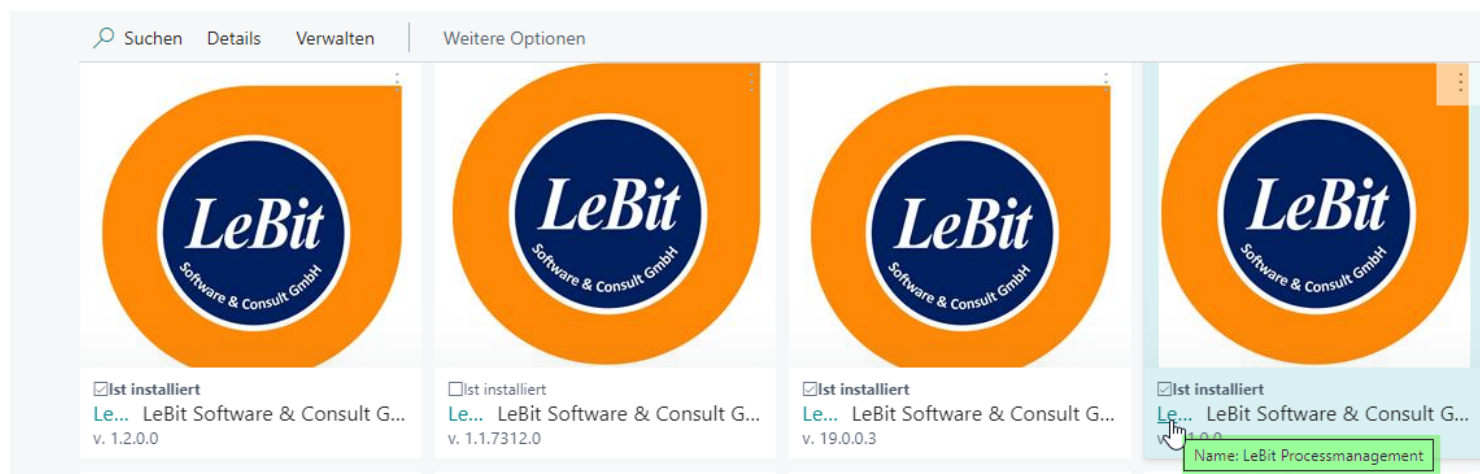 Suchen Details Verwalten Weitere Optionen
LeBit
Software & Consult GmbH
LeBit
Software & Consult GmbH
LeBit
Software & Consult GmbH
LeBit
Software & Consult GmbH
Ist installiert
Le... LeBit Software & Consult G...
v. 1.2.0.0
Ist installiert
Le... LeBit Software & Consult G...
v. 1.1.7312.0
Ist installiert
Le... LeBit Software & Consult G...
v. 19.0.0.3
Ist installiert
Le... LeBit Software & Consult G...
Name: LeBit Processmanagement